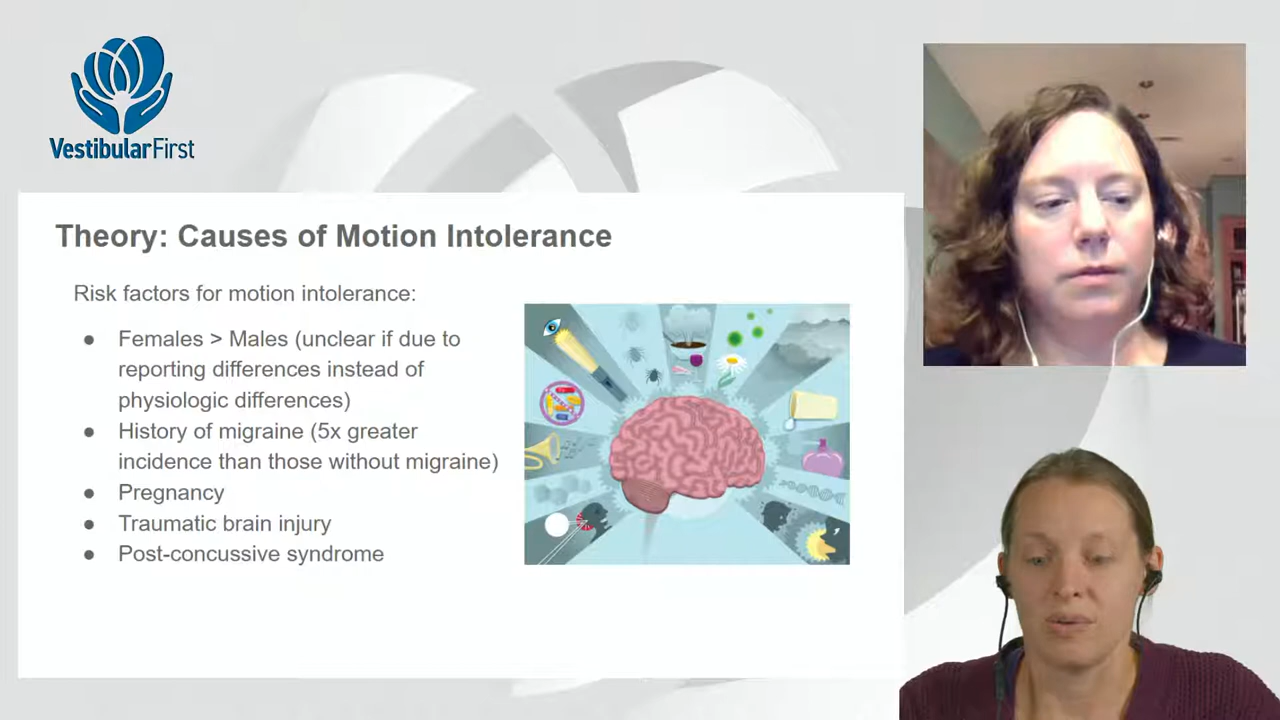 VestibularFirst
Theory: Causes of Motion Intolerance
Risk factors for motion intolerance:
● Females > Males (unclear if due to
reporting differences instead of
physiologic differences)
● History of migraine (5x greater
incidence than those without migraine)
● Pregnancy
● Traumatic brain injury
● Post-concussive syndrome